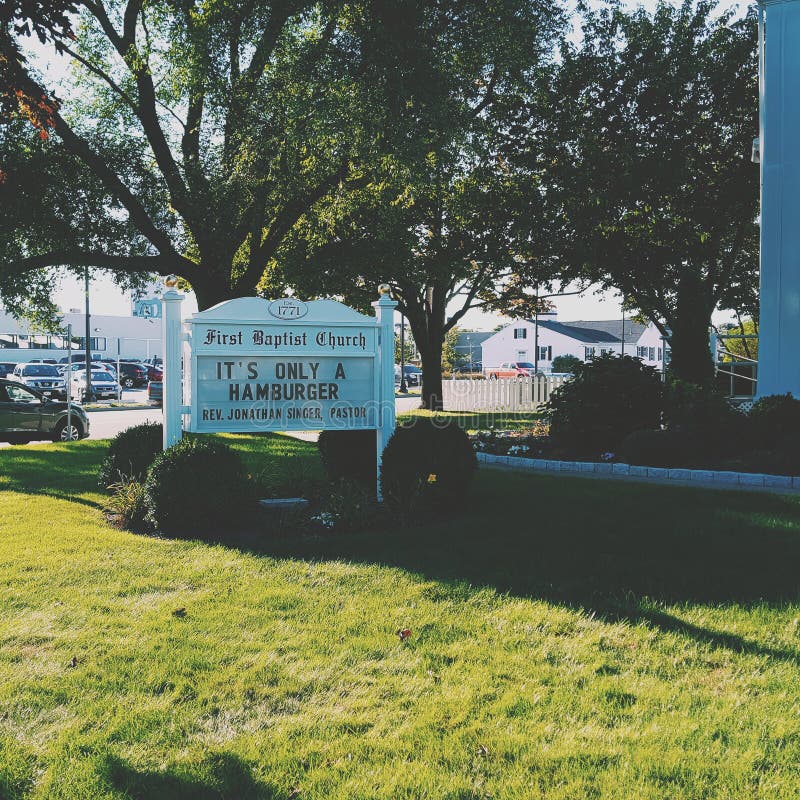 Est.
1771
First Baptist Church
IT'S ONLY A
HAMBURGER
REV. JONATHAN SINGER, PASTOR